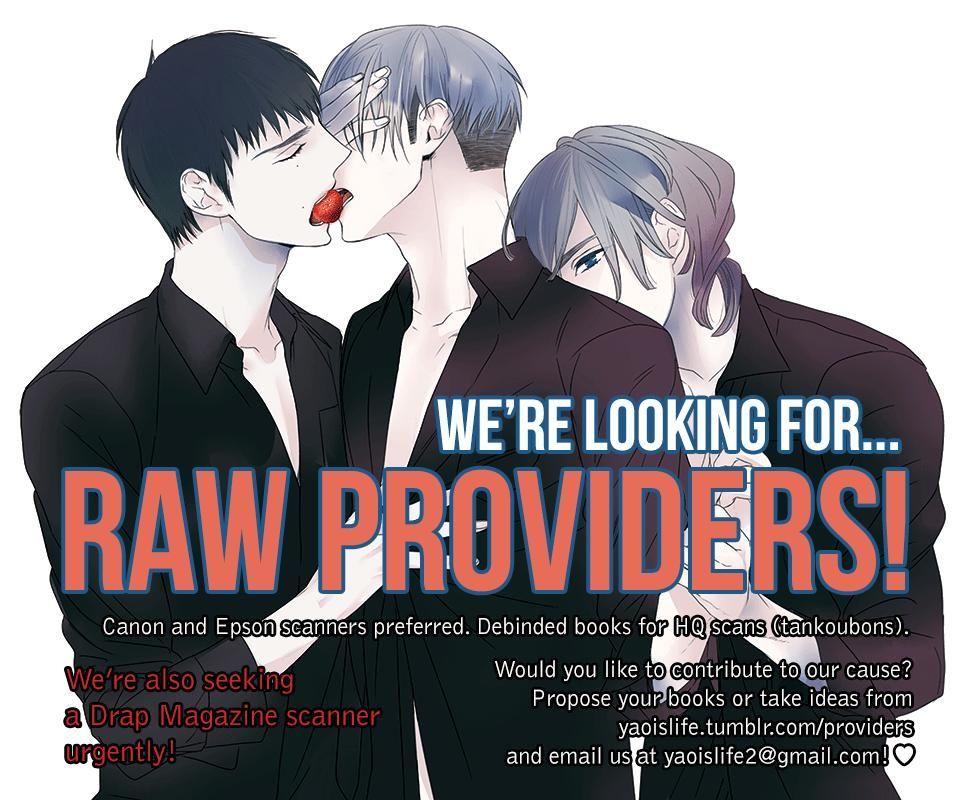 WE'RE LOOKING FOR...
RAW PROVIDERS!
Canon and Epson scanners preferred. Debinded books for HQ scans (tankoubons).
We're also seeking
a Drap Magazine scanner
urgently!
Would you like to contribute to our cause?
Propose your books or take ideas from
yaoislife.tumblr.com/providers
and email us at yaoislife2@gmail.com! ♡